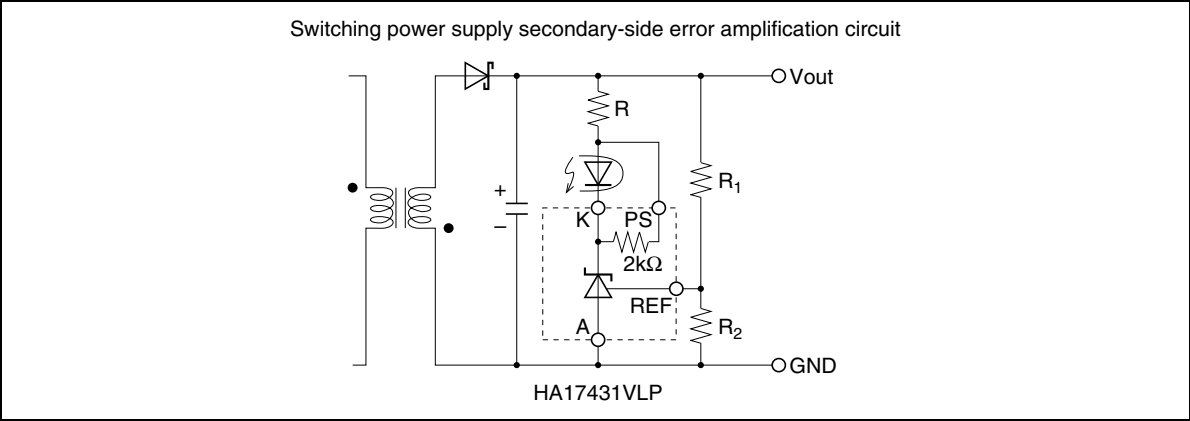 Switching power supply secondary-side error amplification circuit
Vout
R
R1
+
−
K
PS
2kΩ
REF
A
R2
GND
HA17431VLP